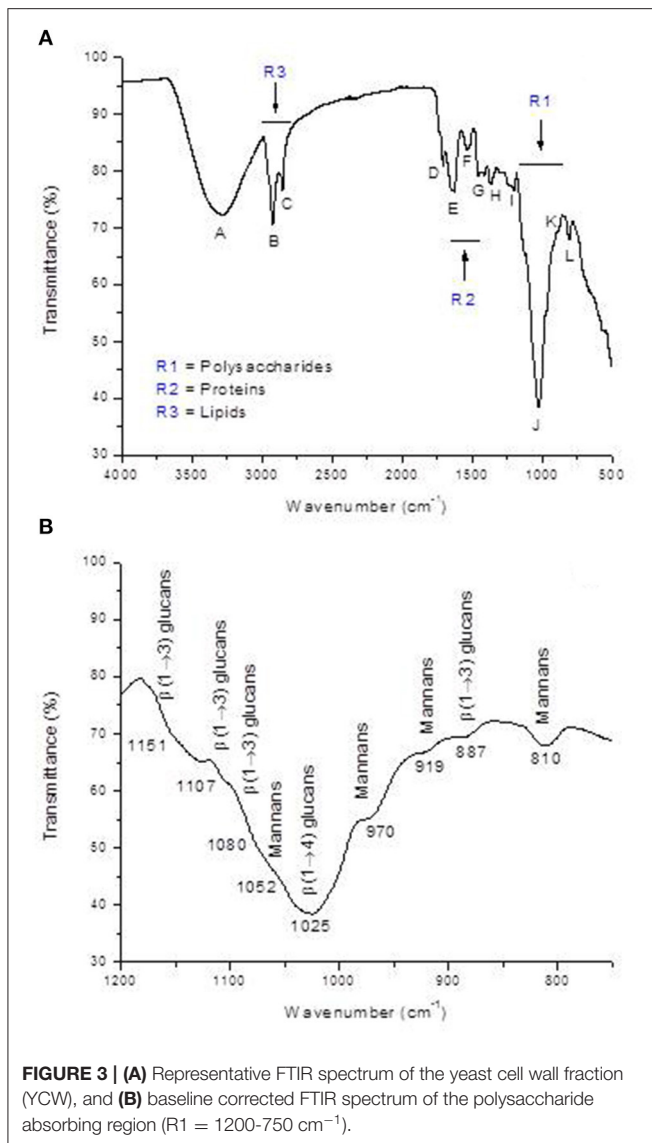 A
100
90
80
70
60
50
40
30
Transmittance (%)
R3
R1
R2
A
B
C
D
E
F
G
H
I
J
K
L
R1 = Polysaccharides
R2 = Proteins
R3 = Lipids
4000 3500 3000 2500 2000 1500 1000 500
Wavenumber (cm-1)
B
100
90
80
70
60
50
40
30
Transmittance (%)
β(1→3) glucans
β(1→3) glucans
β(1→3) glucans
Mannans
β(1→4) glucans
Mannans
Mannans
β(1→3) glucans
Mannans
1151
1107
1080
1052
1025
970
919
887
810
1200 1100 1000 900 800
Wavenumber (cm-1)
FIGURE 3 | (A) Representative FTIR spectrum of the yeast cell wall fraction
(YCW), and (B) baseline corrected FTIR spectrum of the polysaccharide
absorbing region (R1 = 1200-750 cm−1).